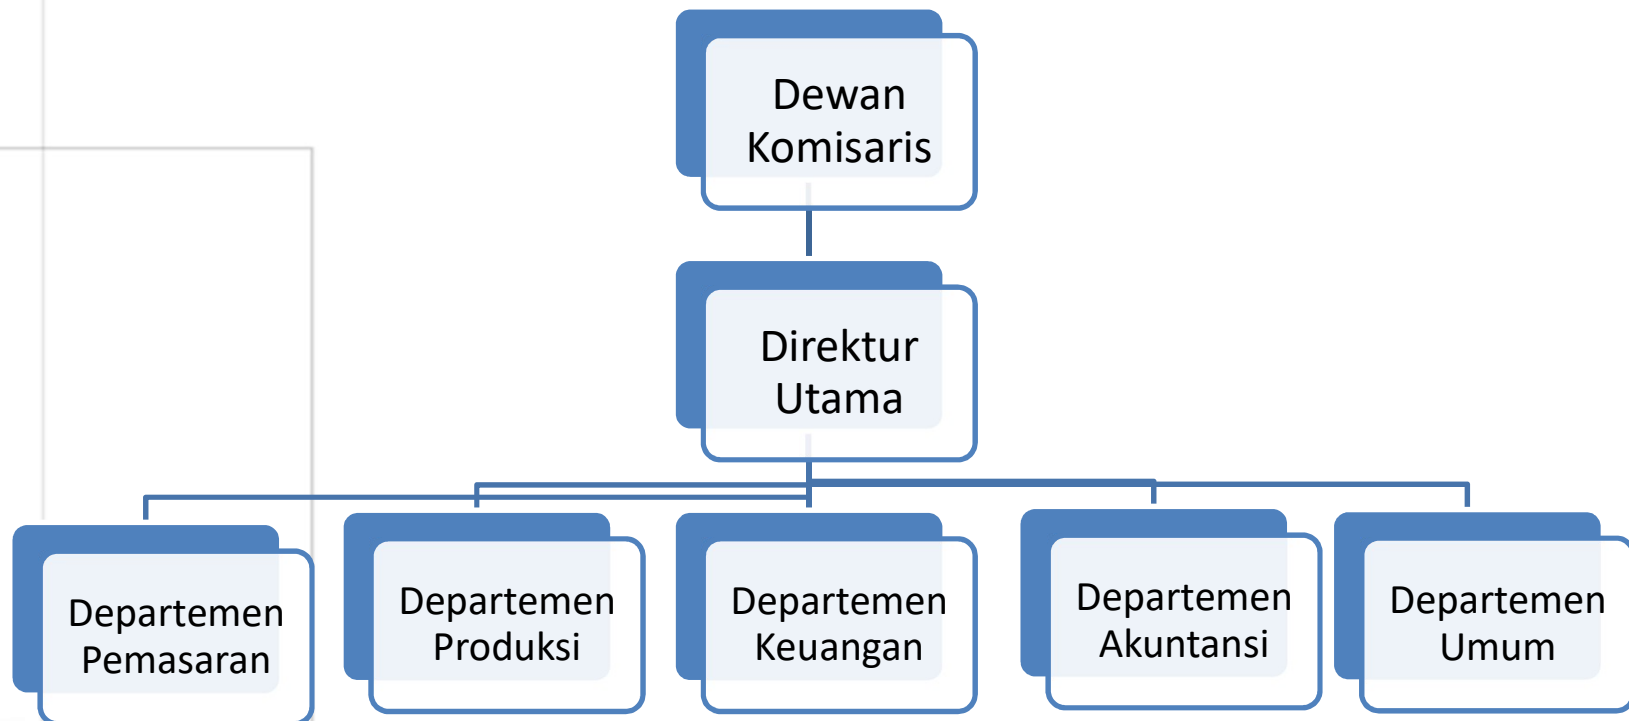 Dewan
Komisaris
Direktur
Utama
Departemen
Pemasaran
Departemen
Produksi
Departemen
Keuangan
Departemen
Akuntansi
Departemen
Umum